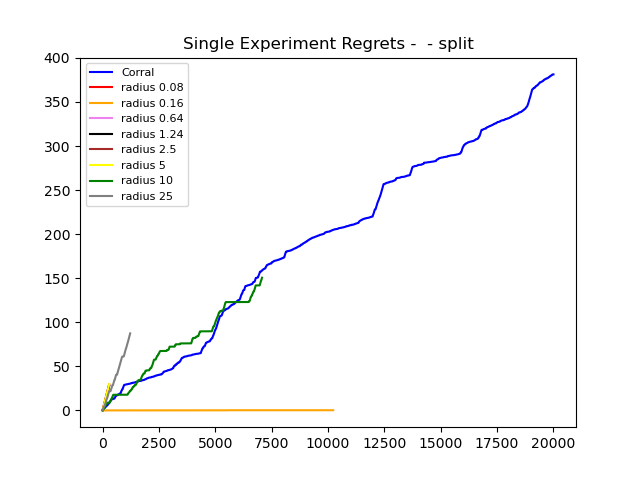 Single Experiment Regrets -  - split
400
350
300
250
200
150
100
50
0
Corral
radius 0.08
radius 0.16
radius 0.64
radius 1.24
radius 2.5
radius 5
radius 10
radius 25
0 2500 5000 7500 10000 12500 15000 17500 20000